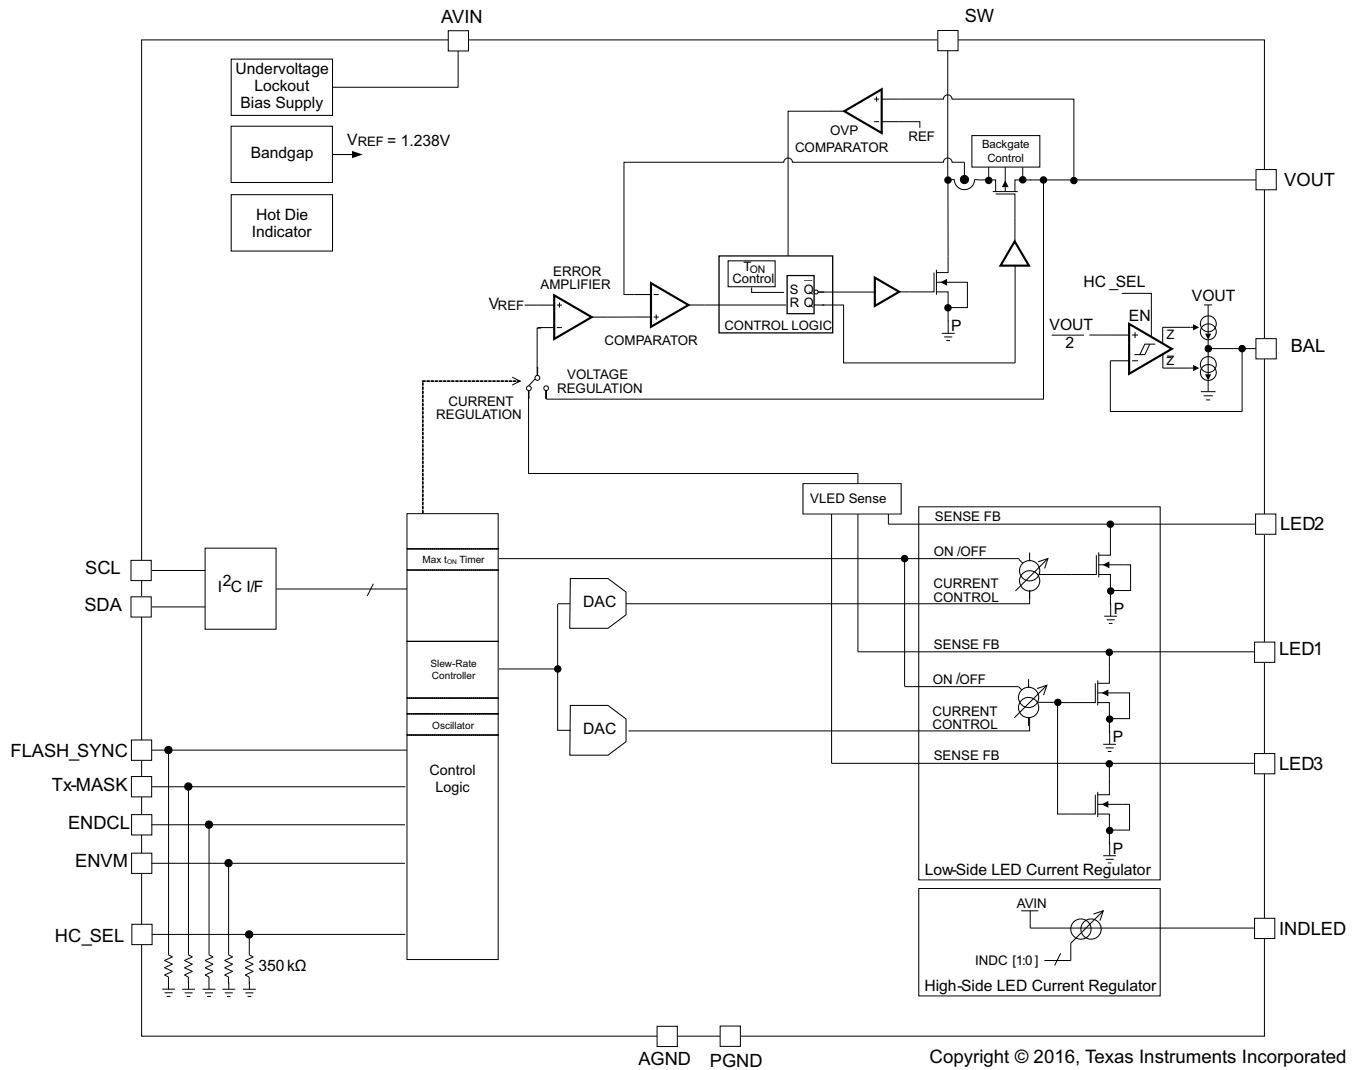 AVIN
SW
Undervoltage
Lockout
Bias Supply
Bandgap
VREF = 1.238V
Hot Die
Indicator
+
−
OVP
COMPARATOR
REF
Backgate
Control
VOUT
ERROR
AMPLIFIER
VREF
+
−
−
+
COMPARATOR
TON
Control
S Q
R Q
CONTROL LOGIC
P
HC_SEL
EN
VOUT
2
+
−
Z
Z
VOUT
BAL
VOLTAGE
REGULATION
CURRENT
REGULATION
VLED Sense
SENSE FB
LED2
Max tON Timer
ON /OFF
CURRENT
CONTROL
P
SCL
SDA
I2C I/F
DAC
SENSE FB
LED1
Slew-Rate
Controller
ON /OFF
CURRENT
CONTROL
P
Oscillator
DAC
SENSE FB
LED3
P
Low-Side LED Current Regulator
FLASH_SYNC
Tx-MASK
ENDCL
ENVM
HC_SEL
Control
Logic
350 kΩ
AVIN
INDC [1:0]
INDLED
High-Side LED Current Regulator
AGND
PGND
Copyright © 2016, Texas Instruments Incorporated